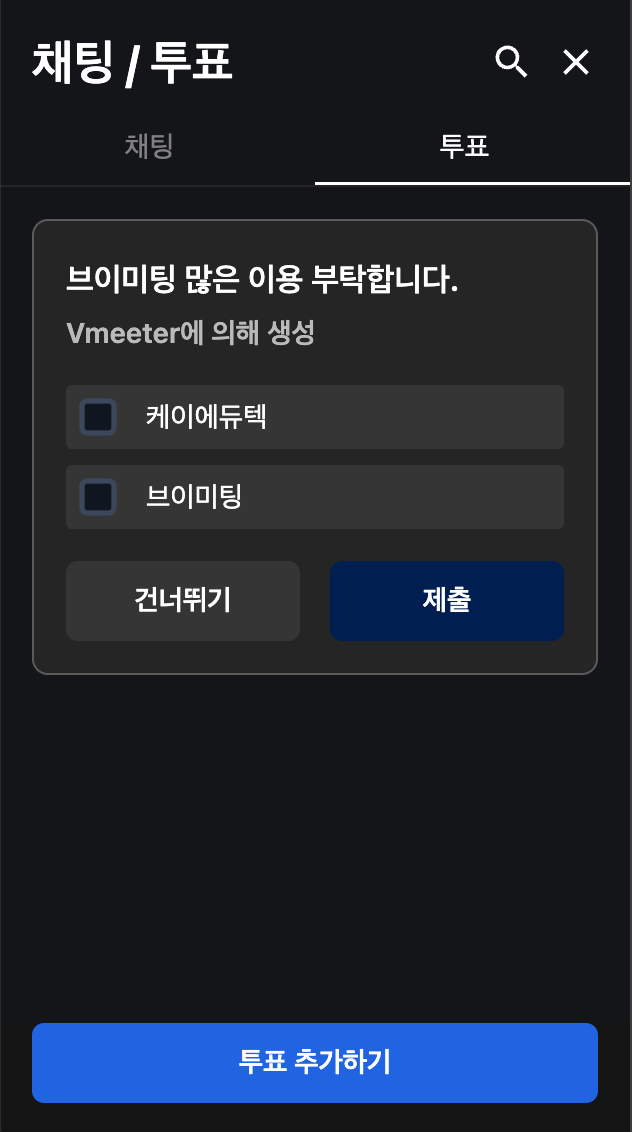 채팅 / 투표
채팅
투표
브이미팅 많은 이용 부탁합니다.
Vmeeter에 의해 생성
케이에듀텍
브이미팅
건너뛰기
제출
투표 추가하기